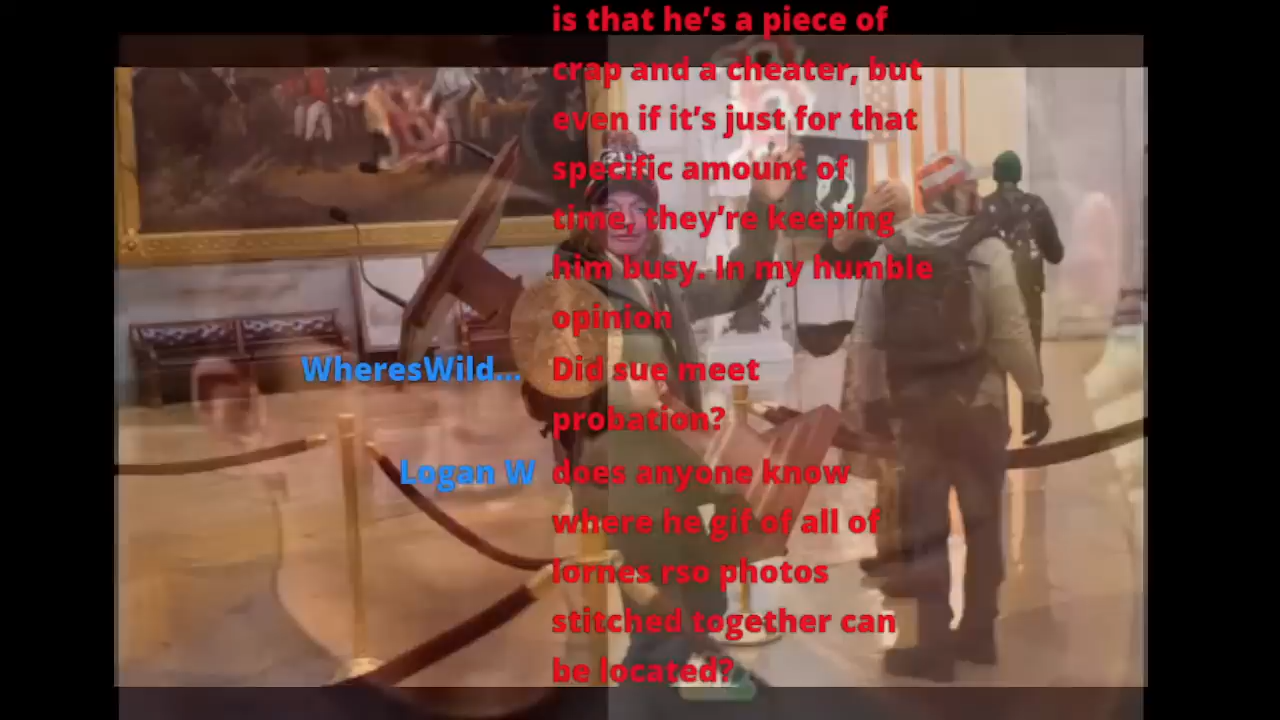 is that he's a piece of
crap and a cheater, but
even if it's just for that
specific amount of
time, they're keeping
him busy. In my humble
opinion
WheresWild... Did sue meet
probation?
Logan W does anyone know
where he gif of all of
lornes rso photos
stitched together can
be located?